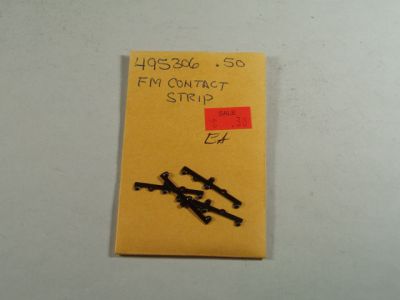 495306 .50
FM CONTACT
STRIP
SALE
EA